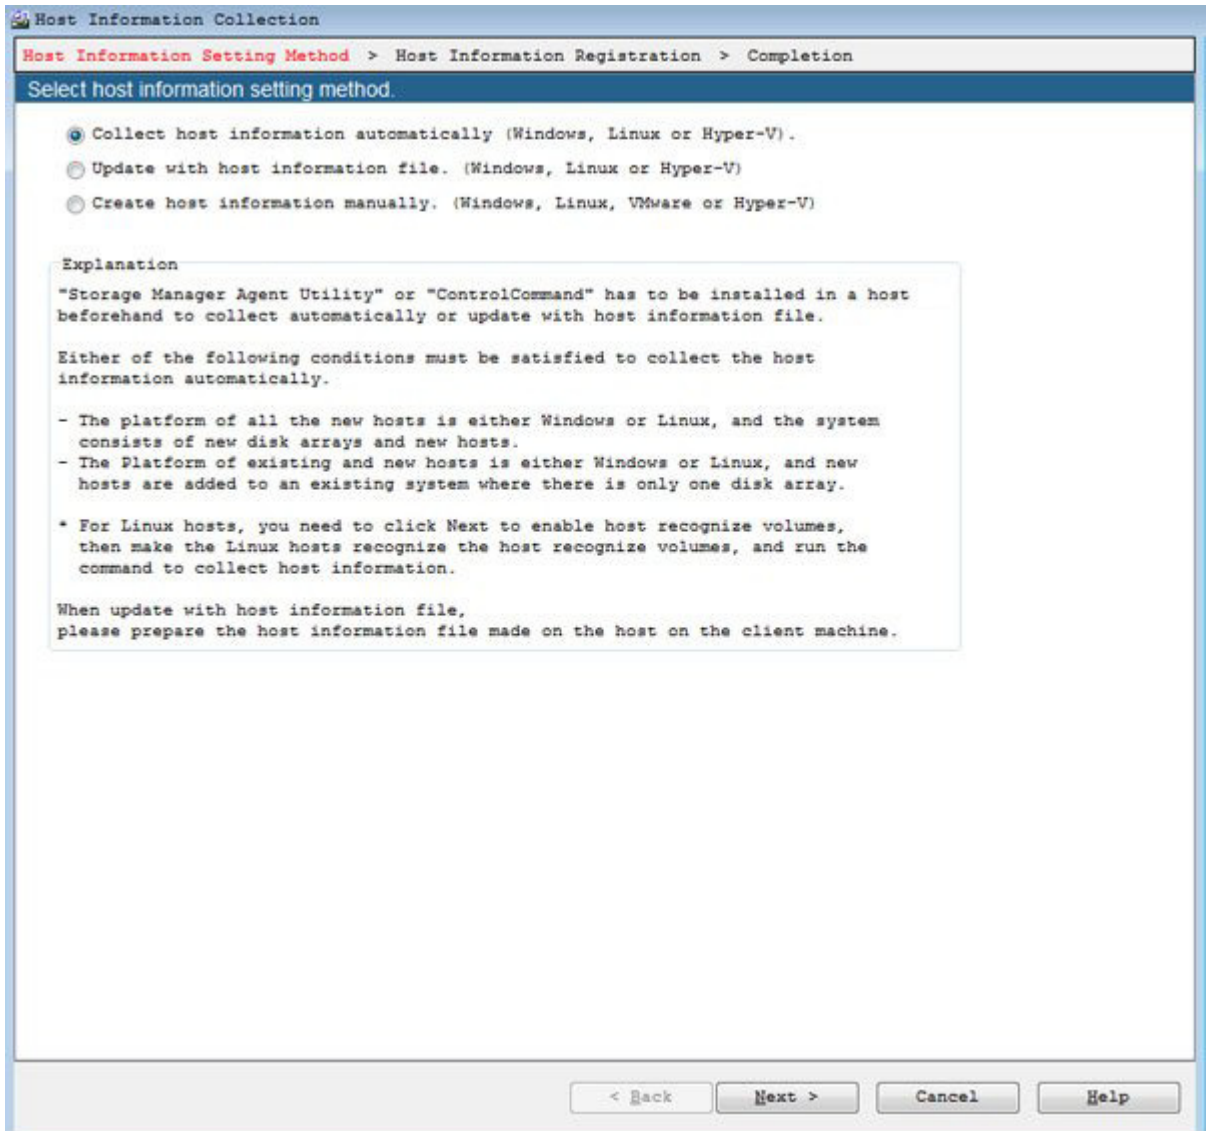 Host Information Collection
Host Information Setting Method > Host Information Registration > Completion
Select host information setting method.
Collect host information automatically (Windows, Linux or Hyper-V).
Update with host information file. (Windows, Linux or Hyper-V)
Create host information manually. (Windows, Linux, VMware or Hyper-V)
Explanation
"Storage Manager Agent Utility" or "ControlCommand" has to be installed in a host
beforehand to collect automatically or update with host information file.
Either of the following conditions must be satisfied to collect the host
information automatically.
- The platform of all the new hosts is either Windows or Linux, and the system
consists of new disk arrays and new hosts.
- The Platform of existing and new hosts is either Windows or Linux, and new
hosts are added to an existing system where there is only one disk array.
* For Linux hosts, you need to click Next to enable host recognize volumes,
then make the Linux hosts recognize the host recognize volumes, and run the
command to collect host information.
When update with host information file,
please prepare the host information file made on the host on the client machine.
< Back Next > Cancel Help